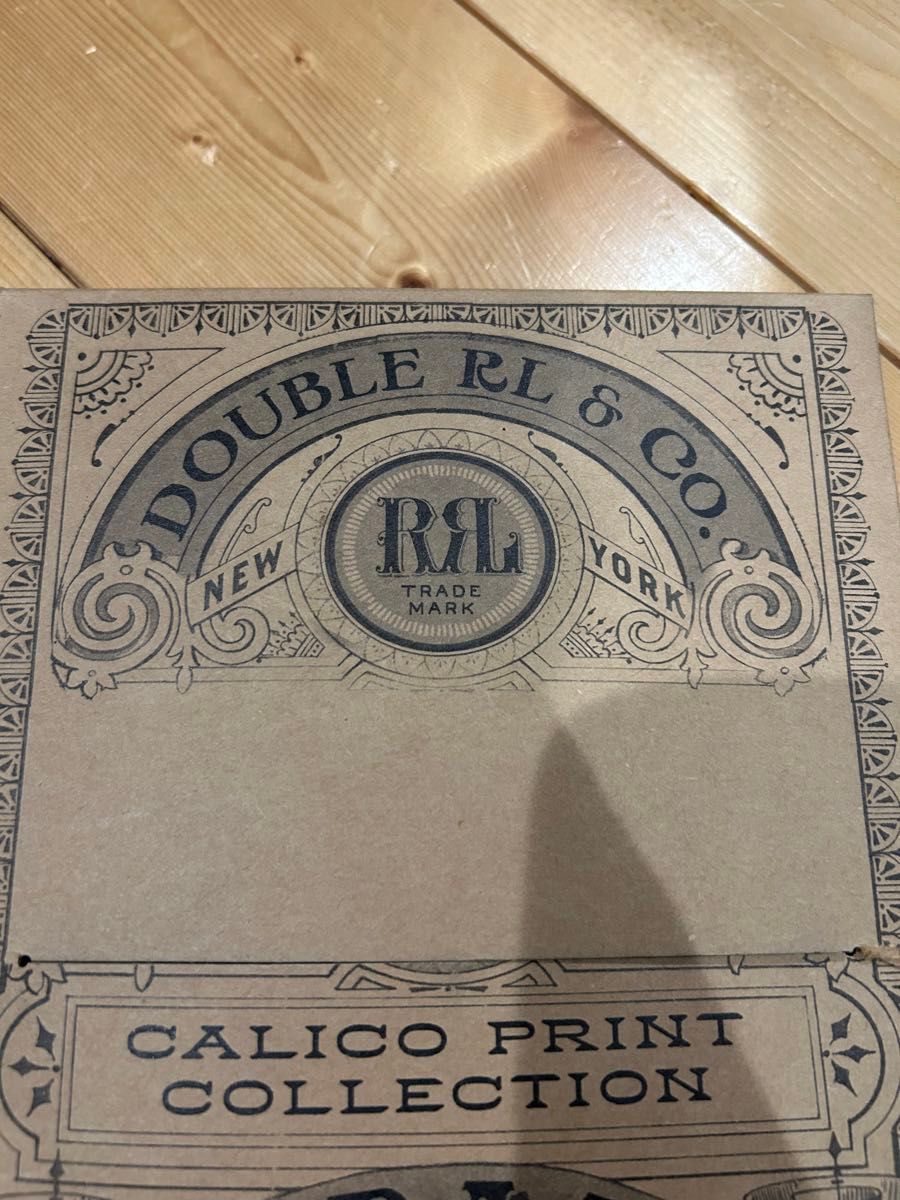 DOUBLE RL & CO.
RRL
NEW YORK
TRADE
MARK
CALICO PRINT
COLLECTION